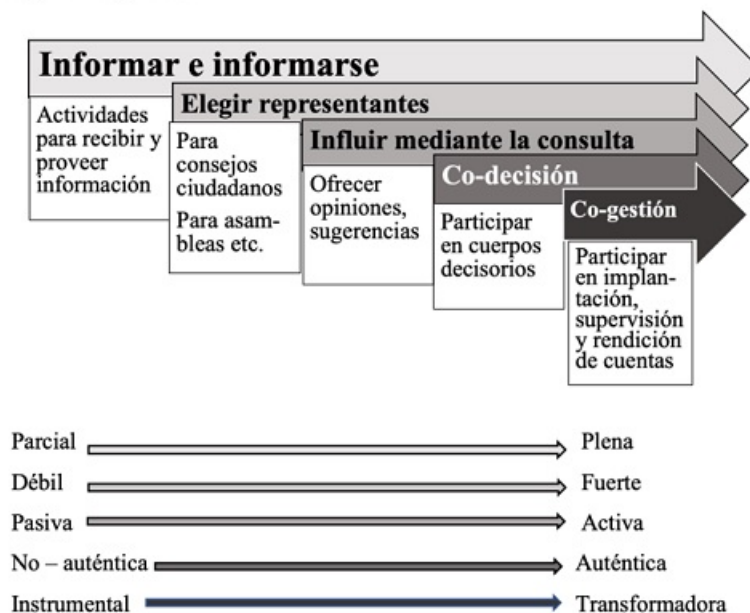 Informar e informarse
Actividades
para recibir y
proveer
información
Elegir representantes
Para
consejos
ciudadanos
Para asam-
bleas etc.
Influir mediante la consulta
Ofrecer
opiniones,
sugerencias
Co-decisión
Participar
en cuerpos
decisorios
Co-gestión
Participar
en implan-
tación,
supervisión
y rendición
de cuentas
Parcial Plena
Débil Fuerte
Pasiva Activa
No – auténtica Auténtica
Instrumental Transformadora